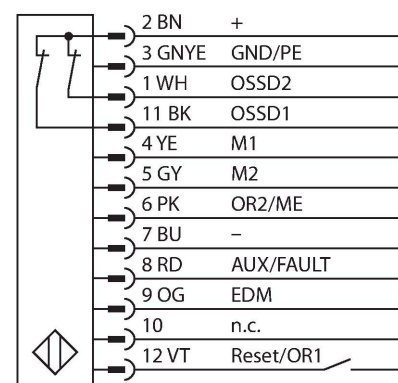 2 BN +
3 GNYE GND/PE
1 WH OSSD2
11 BK OSSD1
4 YE M1
5 GY M2
6 PK OR2/ME
7 BU –
8 RD AUX/FAULT
9 OG EDM
10 n.c.
12 VT Reset/OR1